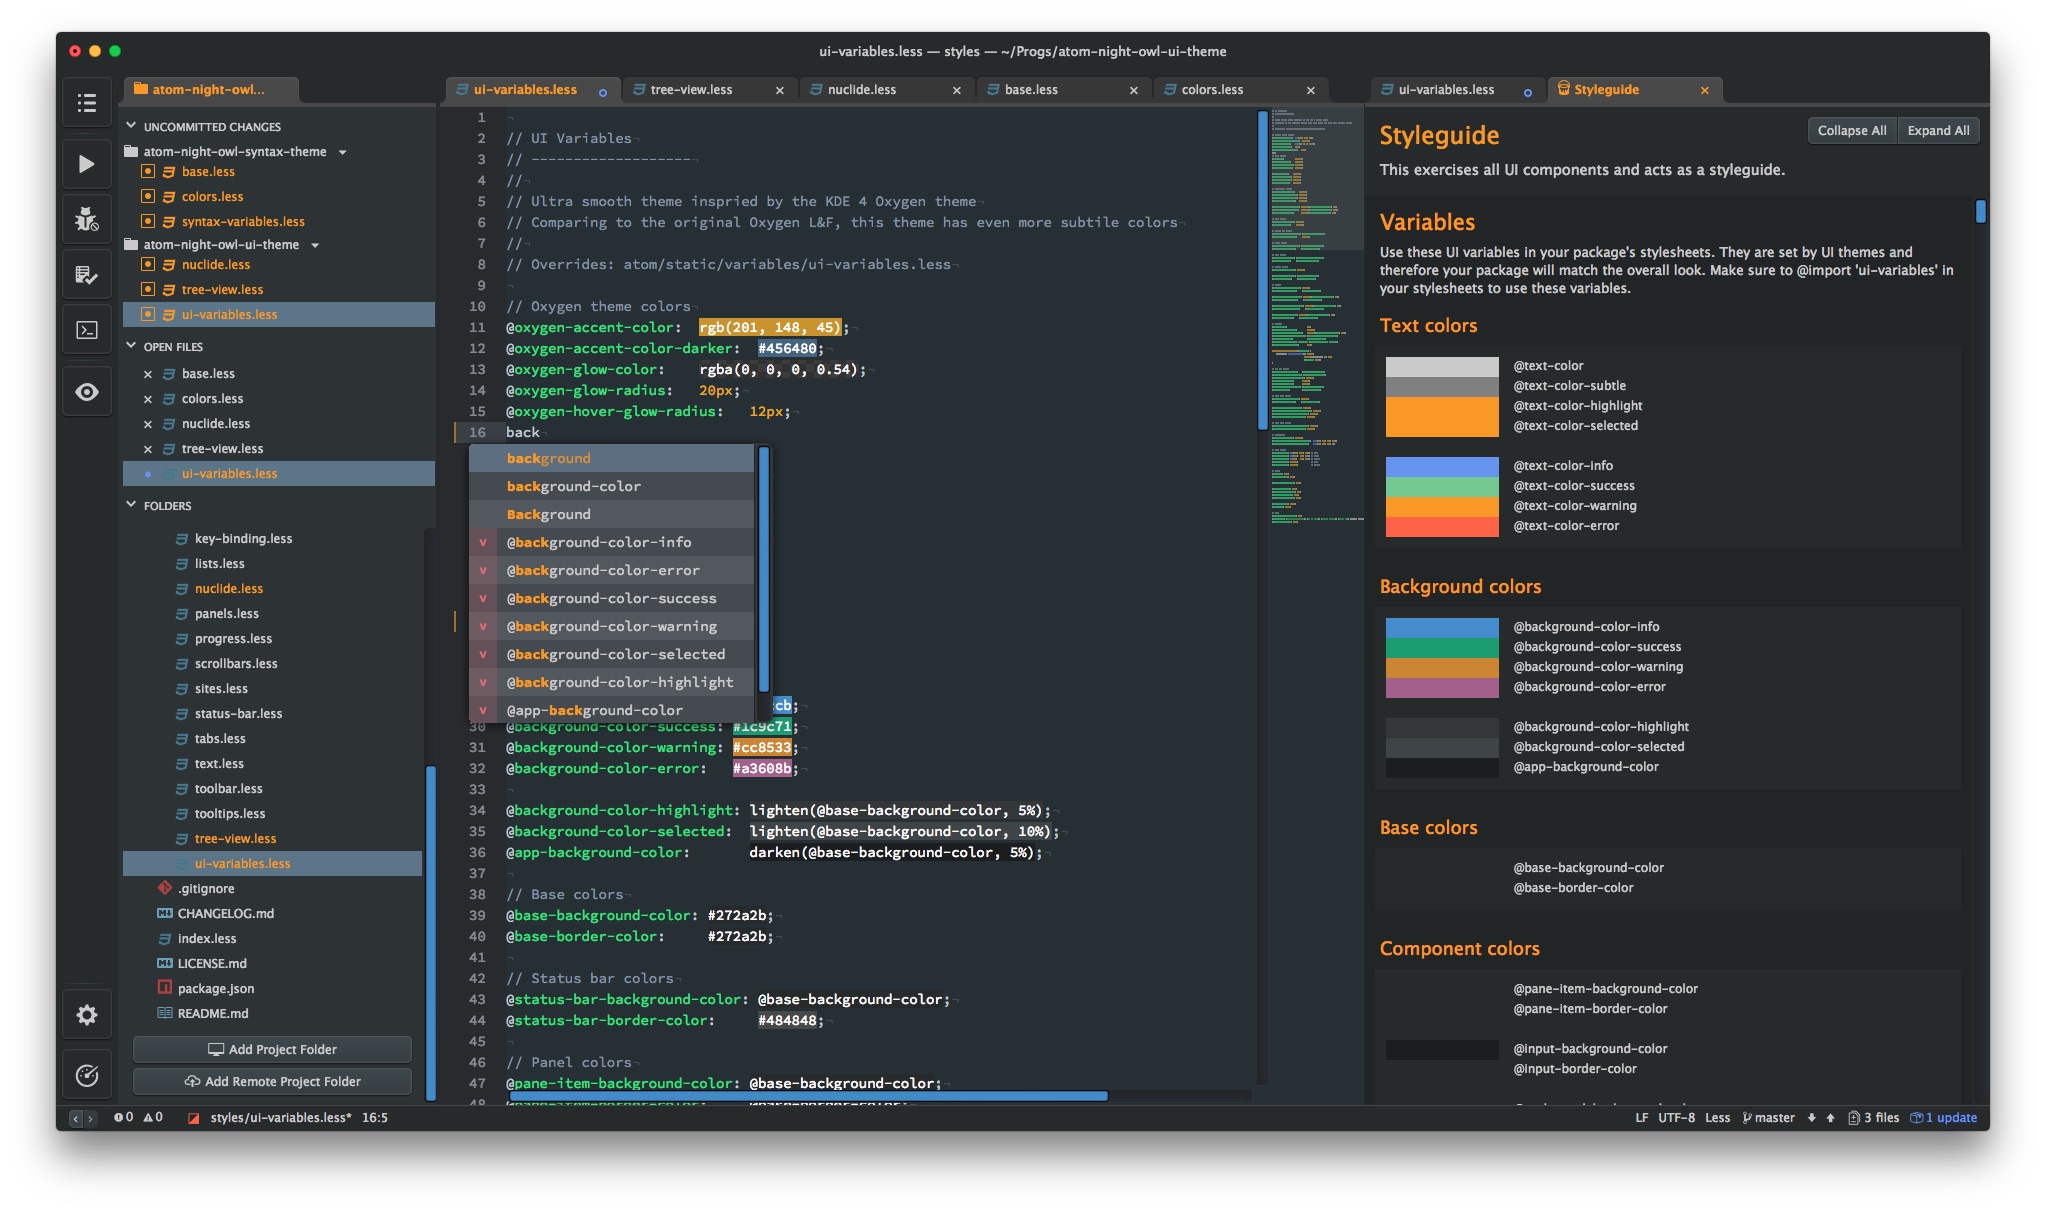 ui-variables.less — styles — ~/Progs/atom-night-owl-ui-theme
atom-night-owl...
UNCOMMITTED CHANGES
atom-night-owl-syntax-theme
base.less
colors.less
syntax-variables.less
atom-night-owl-ui-theme
nuclide.less
tree-view.less
ui-variables.less
OPEN FILES
base.less
colors.less
nuclide.less
tree-view.less
ui-variables.less
FOLDERS
key-binding.less
lists.less
nuclide.less
panels.less
progress.less
scrollbars.less
sites.less
status-bar.less
tabs.less
text.less
toolbar.less
tooltips.less
tree-view.less
ui-variables.less
.gitignore
CHANGELOG.md
index.less
LICENSE.md
package.json
README.md
Add Project Folder
Add Remote Project Folder
ui-variables.less tree-view.less nuclide.less base.less colors.less
1
2 // UI Variables
3 // -------------------
4 //
5 // Ultra smooth theme inspried by the KDE 4 Oxygen theme
6 // Comparing to the original Oxygen L&F, this theme has even more subtile colors
7 //
8 // Overrides: atom/static/variables/ui-variables.less
9
10 // Oxygen theme colors
11 @oxygen-accent-color: rgb(201, 148, 45);
12 @oxygen-accent-color-darker: #456480;
13 @oxygen-glow-color: rgba(0, 0, 0, 0.54);
14 @oxygen-glow-radius: 20px;
15 @oxygen-hover-glow-radius: 12px;
16 back
background
background-color
Background
v @background-color-info
v @background-color-error
v @background-color-success
v @background-color-warning
v @background-color-selected
v @background-color-highlight
v @app-background-color
cb;
30 @background-color-success: #1c9c71;
31 @background-color-warning: #cc8533;
32 @background-color-error: #a3608b;
33
34 @background-color-highlight: lighten(@base-background-color, 5%);
35 @background-color-selected: lighten(@base-background-color, 10%);
36 @app-background-color: darken(@base-background-color, 5%);
37
38 // Base colors
39 @base-background-color: #272a2b;
40 @base-border-color: #272a2b;
41
42 // Status bar colors
43 @status-bar-background-color: @base-background-color;
44 @status-bar-border-color: #484848;
45
46 // Panel colors
47 @pane-item-background-color: @base-background-color;
ui-variables.less Styleguide
Styleguide
Collapse All Expand All
This exercises all UI components and acts as a styleguide.
Variables
Use these UI variables in your package's stylesheets. They are set by UI themes and
therefore your package will match the overall look. Make sure to @import 'ui-variables' in
your stylesheets to use these variables.
Text colors
@text-color
@text-color-subtle
@text-color-highlight
@text-color-selected
@text-color-info
@text-color-success
@text-color-warning
@text-color-error
Background colors
@background-color-info
@background-color-success
@background-color-warning
@background-color-error
@background-color-highlight
@background-color-selected
@app-background-color
Base colors
@base-background-color
@base-border-color
Component colors
@pane-item-background-color
@pane-item-border-color
@input-background-color
@input-border-color
0 0 styles/ui-variables.less* 16:5 LF UTF-8 Less master 3 files 1 update